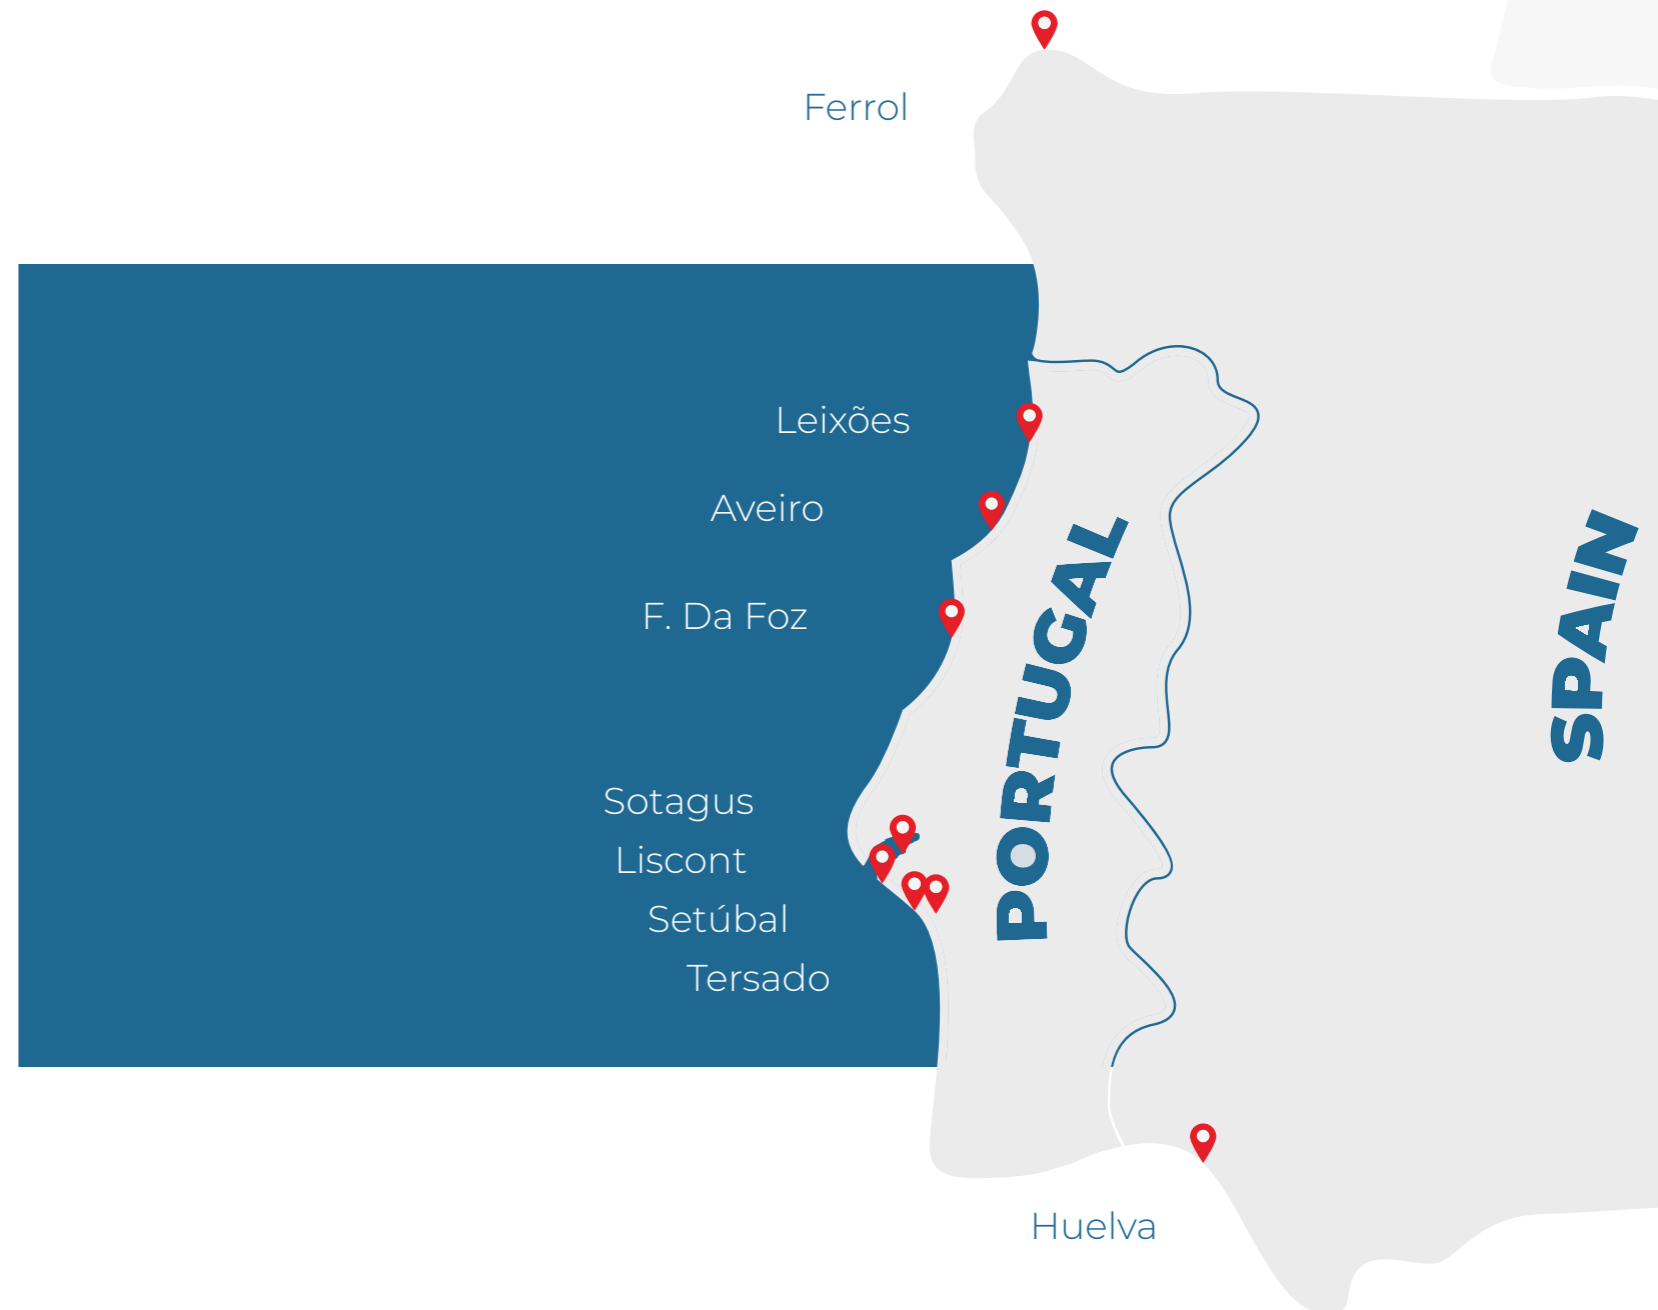 Ferrol
Leixões
Aveiro
F. Da Foz
PORTUGAL
SPAIN
Sotagus
Liscont
Setúbal
Tersado
Huelva